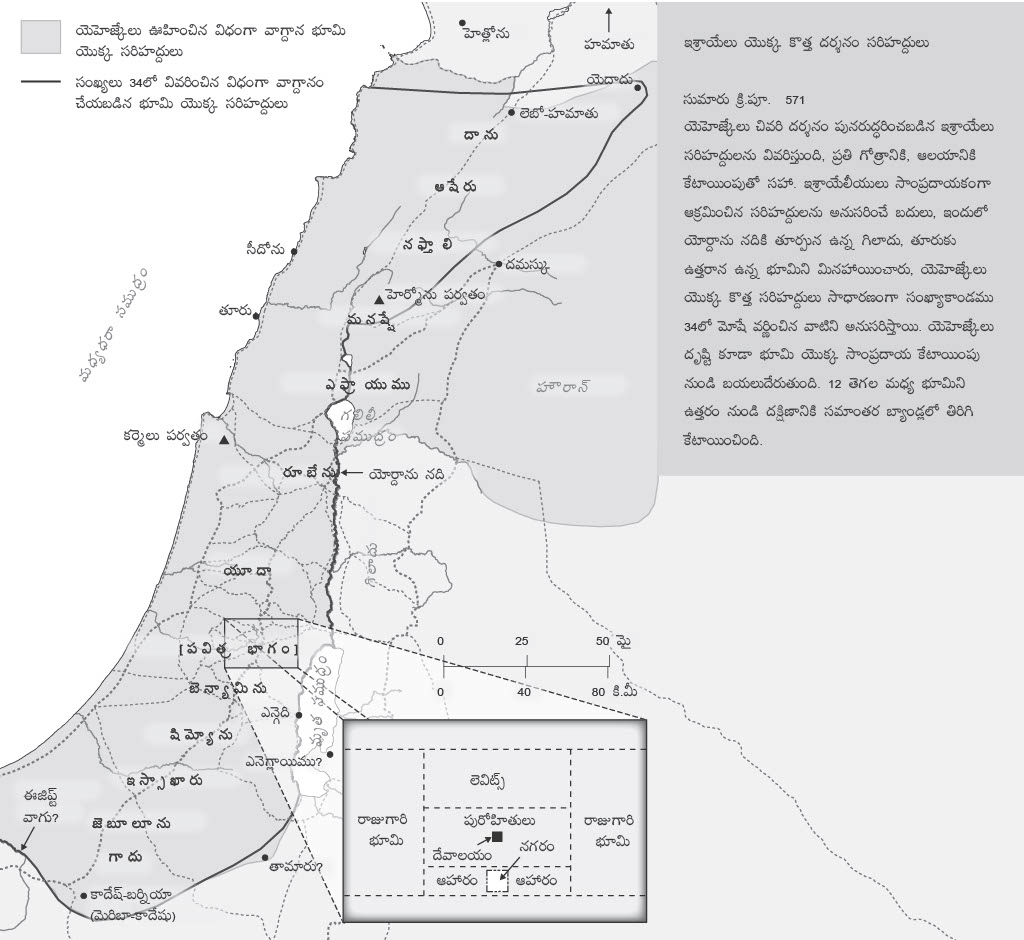 యెహెజ్కేలు ఊహించిన విధంగా వాగ్దాన భూమి
యొక్క సరిహద్దులు
సంఖ్యలు 34లో వివరించిన విధంగా వాగ్దానం
చేయబడిన భూమి యొక్క సరిహద్దులు
ఇశ్రాయేలు యొక్క కొత్త దర్శనం సరిహద్దులు
సుమారు క్రీ.పూ. 571
యెహెజ్కేలు చివరి దర్శనం పునరుద్ధరించబడిన ఇశ్రాయేలు
సరిహద్దులను వివరిస్తుంది, ప్రతి గోత్రానికి, ఆలయానికి
కేటాయింపుతో సహా. ఇశ్రాయేలీయులు సాంప్రదాయకంగా
ఆక్రమించిన సరిహద్దులను అనుసరించే బదులు, ఇందులో
యోర్దాను నదికి తూర్పున ఉన్న గిలాదు, తూరుకు
ఉత్తరాన ఉన్న భూమిని మినహాయించారు, యెహెజ్కేలు
యొక్క కొత్త సరిహద్దులు సాధారణంగా సంఖ్యాకాండము
34లో మోషే వర్ణించిన వాటిని అనుసరిస్తాయి. యెహెజ్కేలు
దృష్టి కూడా భూమి యొక్క సాంప్రదాయ కేటాయింపు
నుండి బయలుదేరుతుంది. 12 తెగల మధ్య భూమిని
ఉత్తరం నుండి దక్షిణానికి సమాంతర బ్యాండ్లలో తిరిగి
కేటాయించింది.
హెత్లోను
హమాతు
యెదాదు
లెబో-హమాతు
దాను
ఆషేరు
నఫ్తాలి
సీదోను
దమస్కు
హెర్మోను పర్వతం
తూరు
మనష్షే
మధ్యధరా సముద్రం
ఎఫ్రాయుము
హౌరాన్
గలిలీ
సముద్రం
కర్మెలు పర్వతం
రూబేను
యోర్దాను నది
గిలాదు
యూదా
0 25 50 మై
0 40 80 కి.మీ
[పవిత్ర భాగం]
బెన్యామిను
మృత సముద్రం
ఎన్గెది
షిమ్యోను
ఎనెగ్లాయిము?
ఇస్సాఖారు
ఈజిప్ట్
వాగు?
జెబూలూను
గాదు
తామారు?
కాదేష్-బర్నియా
(మెరిబా-కాదేషు)
లెవిట్స్
రాజుగారి
భూమి
పురోహితులు
రాజుగారి
భూమి
దేవాలయం
నగరం
ఆహారం
ఆహారం